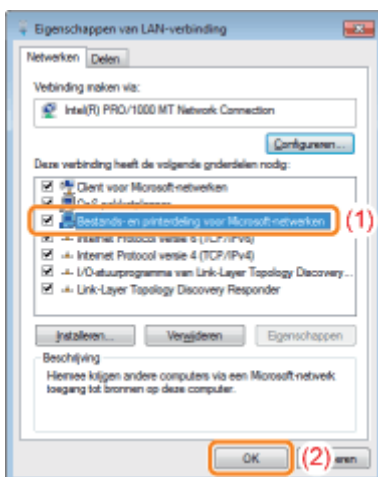 Eigenschappen van LAN-verbinding
Netwerken Delen
Verbinding maken via:
Intel(R) PRO/1000 MT Network Connection
Configureren...
Deze verbinding heeft de volgende onderdelen nodig:
Client voor Microsoft-netwerken
QoS-pakketplanner
Bestands- en printerdeling voor Microsoft-netwerken (1)
Internet Protocol versie 6 (TCP/IPv6)
Internet Protocol versie 4 (TCP/IPv4)
I/O-stuurprogramma van Link-Layer Topology Discovery...
Link-Layer Topology Discovery Responder
Installeren... Verwijderen Eigenschappen
Beschrijving
Hiermee krijgen andere computers via een Microsoft-netwerk
toegang tot bronnen op deze computer.
OK (2)